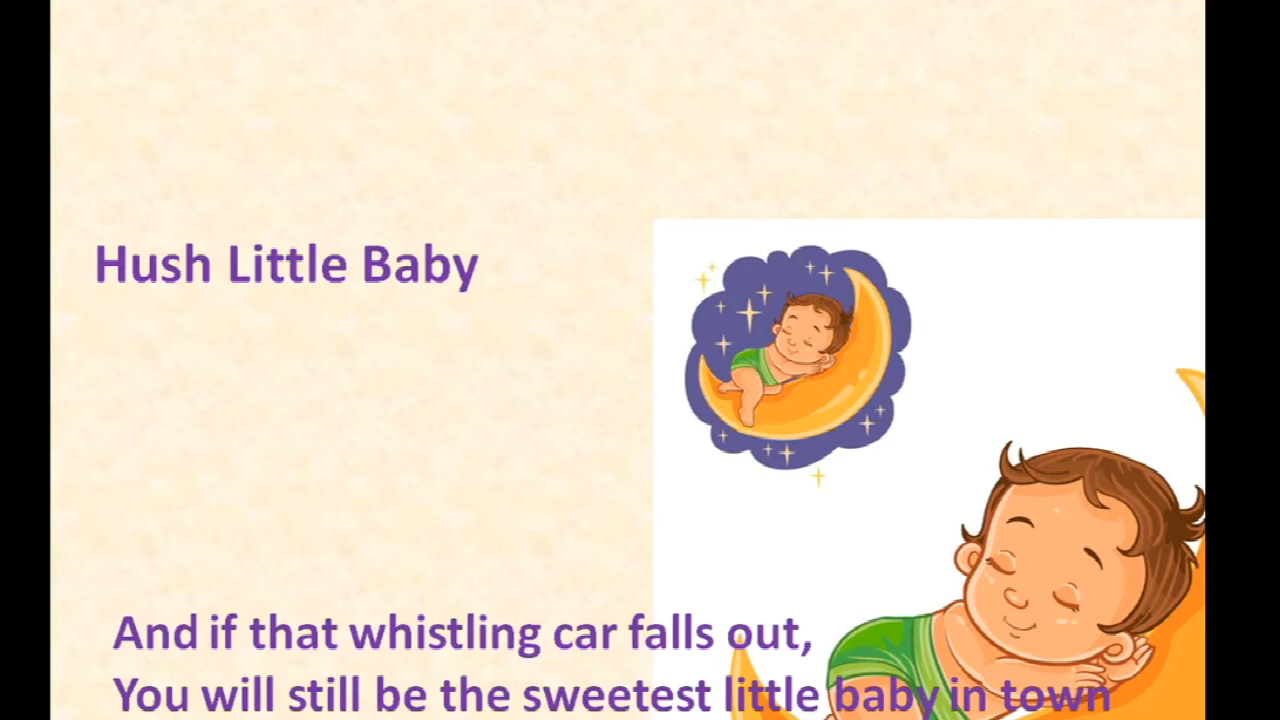 Hush Little Baby
And if that whistling car falls out,
You will still be the sweetest little baby in town